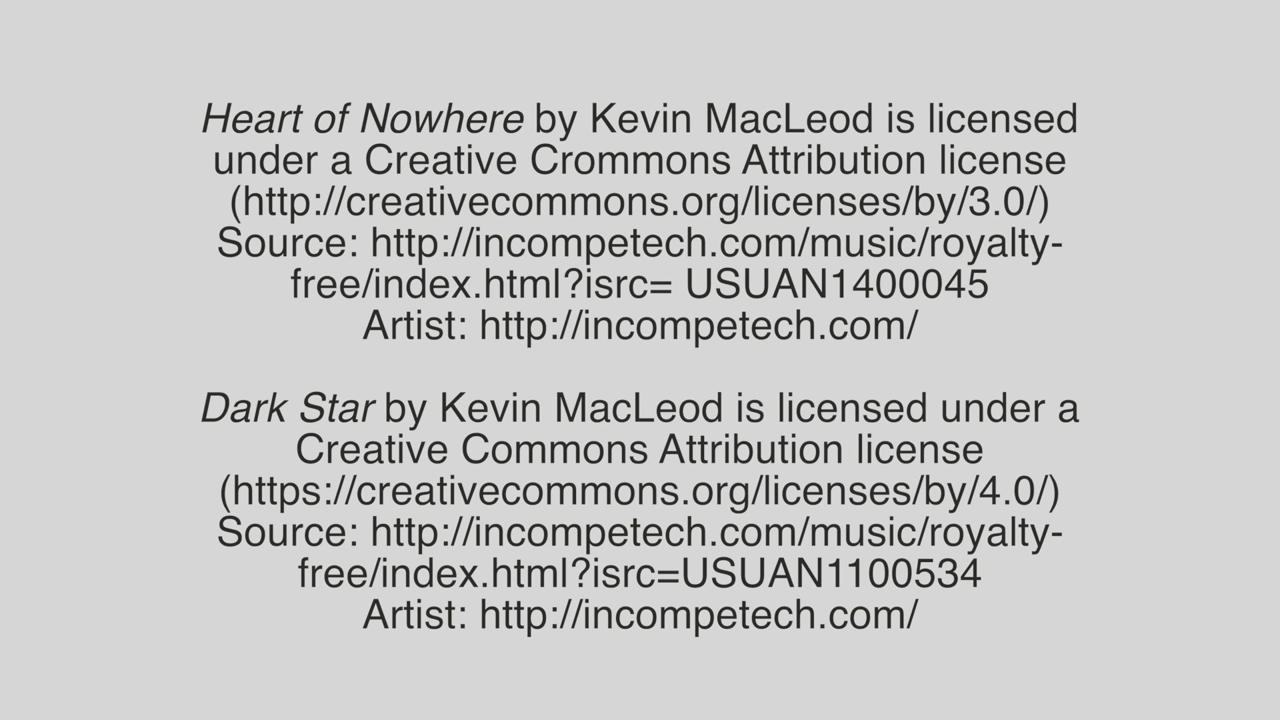 Heart of Nowhere by Kevin MacLeod is licensed
under a Creative Crommons Attribution license
(http://creativecommons.org/licenses/by/3.0/)
Source: http://incompetech.com/music/royalty-
free/index.html?isrc= USUAN1400045
Artist: http://incompetech.com/
Dark Star by Kevin MacLeod is licensed under a
Creative Commons Attribution license
(https://creativecommons.org/licenses/by/4.0/)
Source: http://incompetech.com/music/royalty-
free/index.html?isrc=USUAN1100534
Artist: http://incompetech.com/